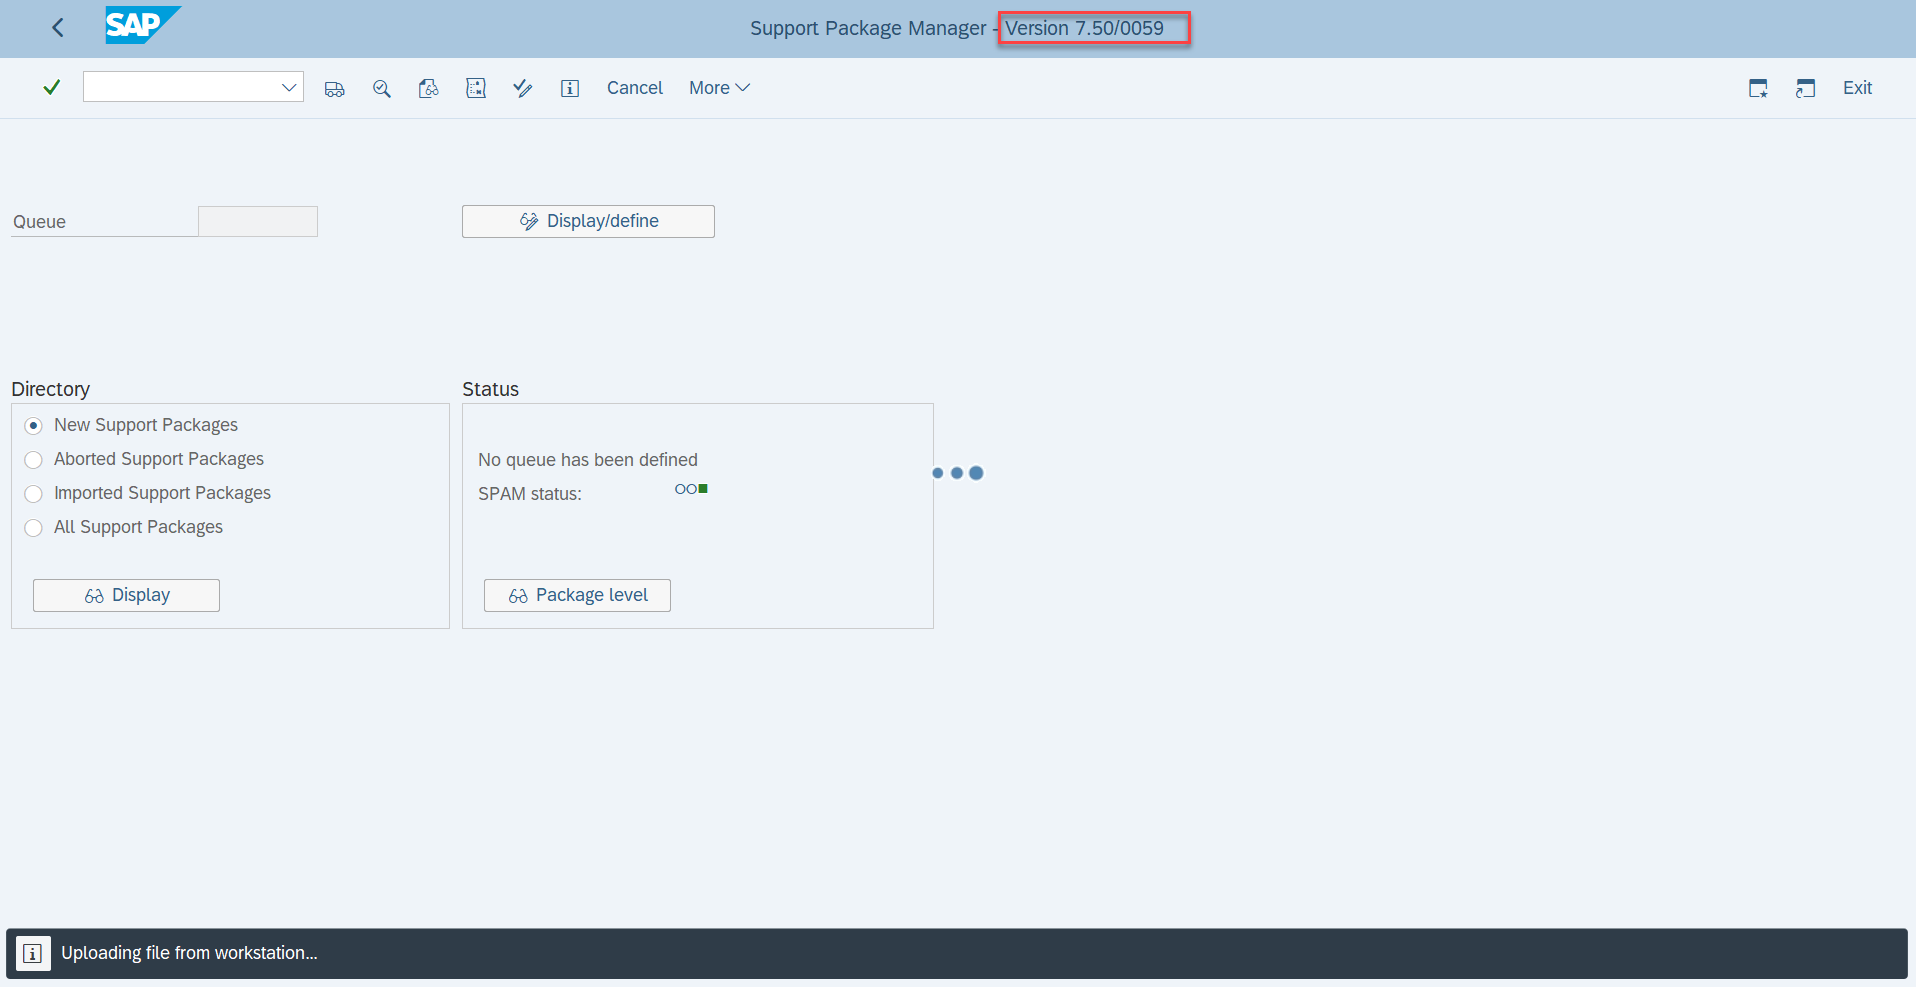 SAP
Support Package Manager - Version 7.50/0059
Cancel More Exit
Queue
Display/define
Directory
New Support Packages
Aborted Support Packages
Imported Support Packages
All Support Packages
Display
Status
No queue has been defined
SPAM status:
Package level
Uploading file from workstation...